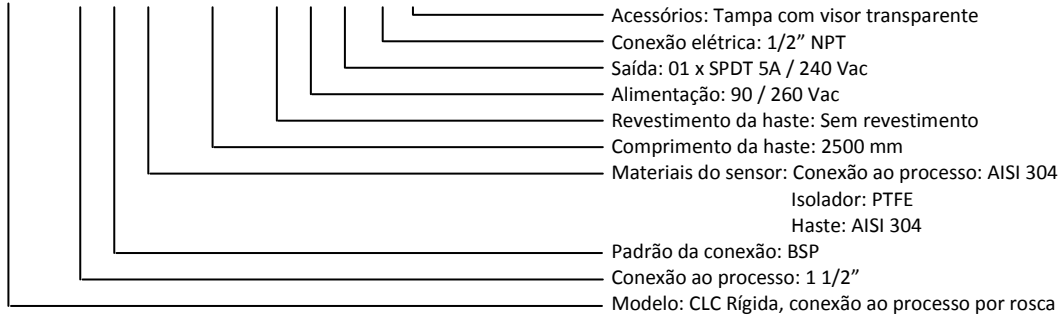 Acessórios: Tampa com visor transparente
Conexão elétrica: 1/2” NPT
Saída: 01 x SPDT 5A / 240 Vac
Alimentação: 90 / 260 Vac
Revestimento da haste: Sem revestimento
Comprimento da haste: 2500 mm
Materiais do sensor: Conexão ao processo: AISI 304
Isolador: PTFE
Haste: AISI 304
Padrão da conexão: BSP
Conexão ao processo: 1 1/2”
Modelo: CLC Rígida, conexão ao processo por rosca